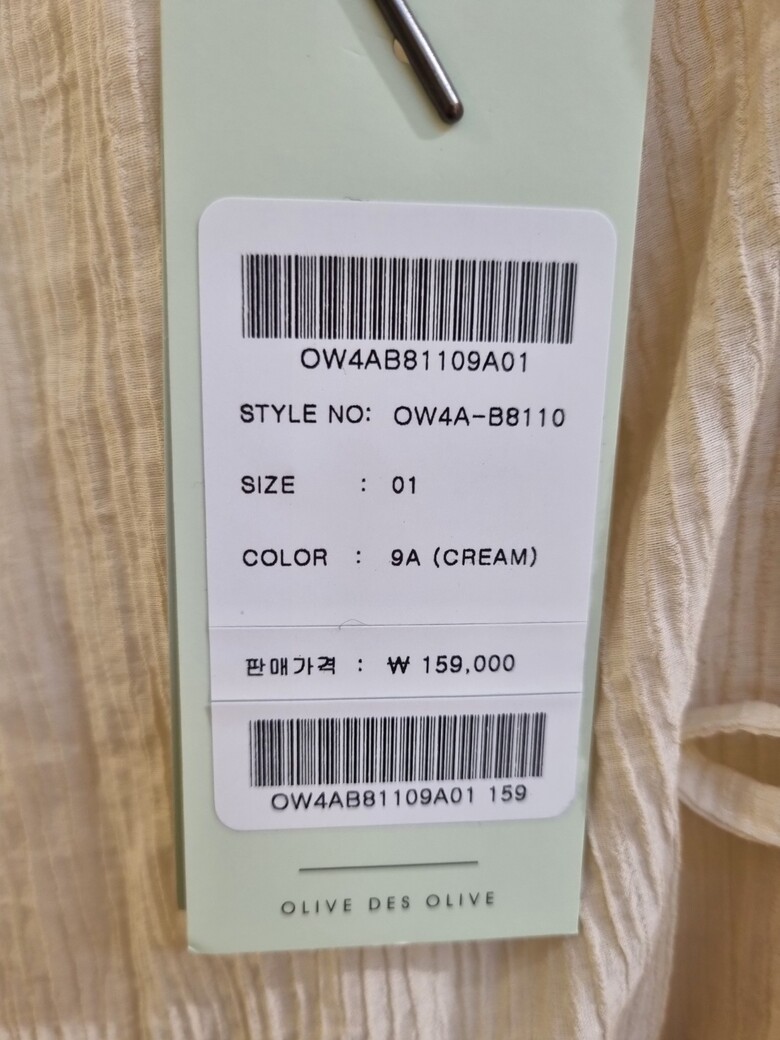 OW4AB81109A01
STYLE NO: OW4A-B8110
SIZE : 01
COLOR : 9A (CREAM)
판매가격 : ₩ 159,000
OW4AB81109A01 159
OLIVE DES OLIVE